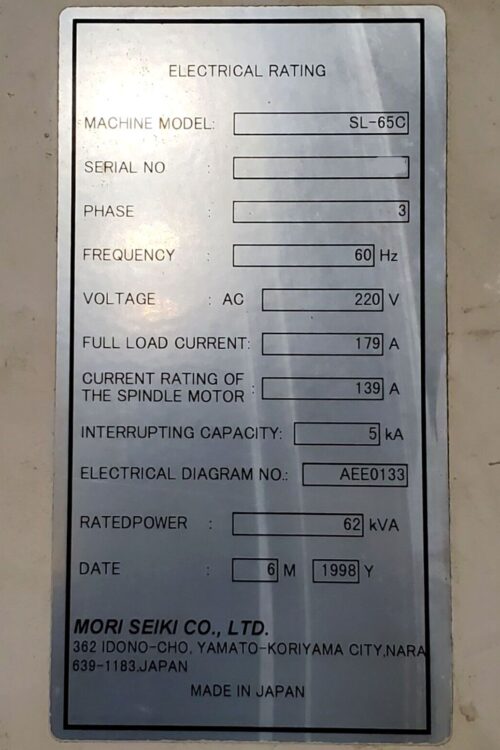 ELECTRICAL RATING
MACHINE MODEL: SL-65C
SERIAL NO :
PHASE : 3
FREQUENCY : 60 Hz
VOLTAGE : AC 220 V
FULL LOAD CURRENT: 179 A
CURRENT RATING OF
THE SPINDLE MOTOR : 139 A
INTERRUPTING CAPACITY: 5 kA
ELECTRICAL DIAGRAM NO.: AEE0133
RATEDPOWER : 62 kVA
DATE : 6 M 1998 Y
MORI SEIKI CO., LTD.
362 IDONO-CHO, YAMATO-KORIYAMA CITY,NARA
639-1183.JAPAN
MADE IN JAPAN